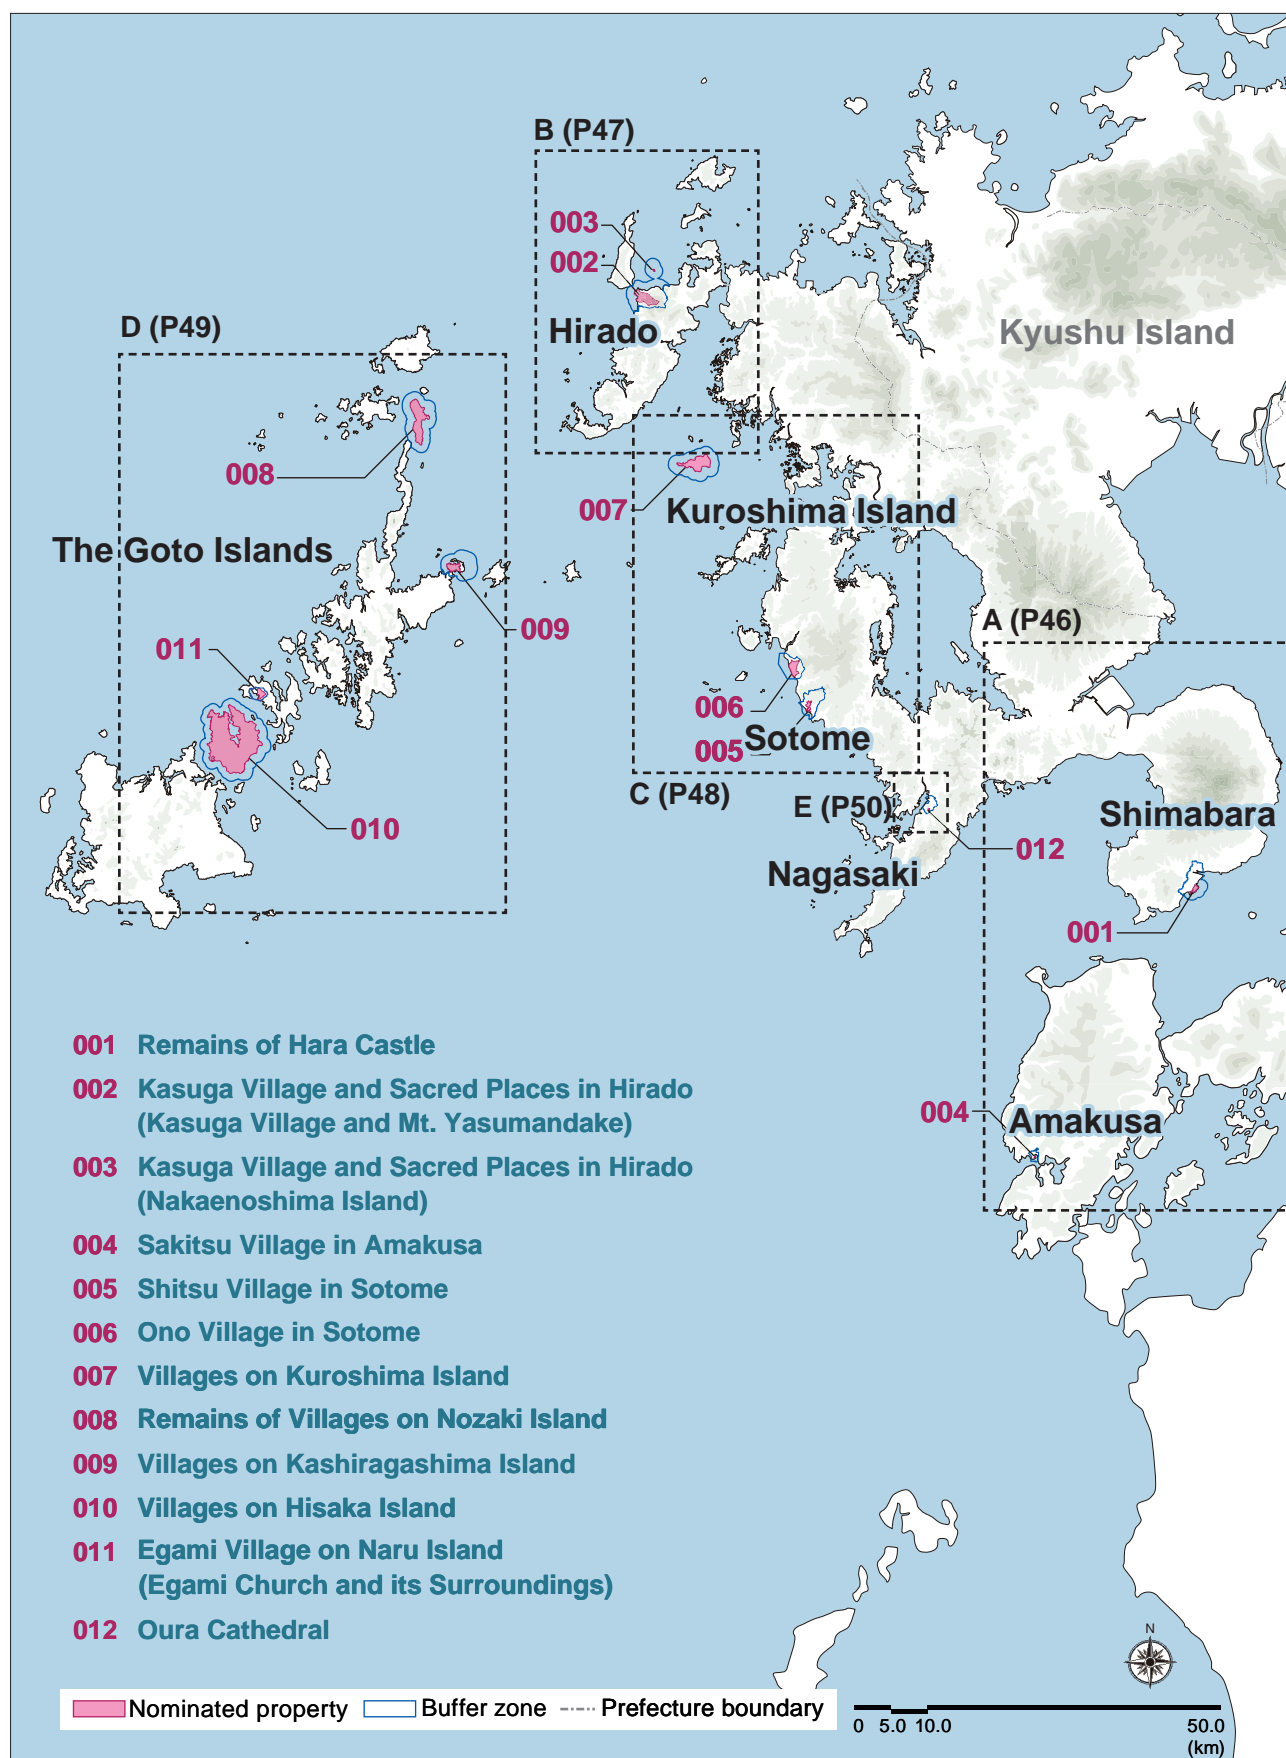 B (P47)
003
002
Hirado
Kyushu Island
D (P49)
008
007
Kuroshima Island
The Goto Islands
009
A (P46)
011
006
005
Sotome
C (P48)
E (P50)
Shimabara
010
012
Nagasaki
001
004
Amakusa
001 Remains of Hara Castle
002 Kasuga Village and Sacred Places in Hirado
(Kasuga Village and Mt. Yasumandake)
003 Kasuga Village and Sacred Places in Hirado
(Nakaenoshima Island)
004 Sakitsu Village in Amakusa
005 Shitsu Village in Sotome
006 Ono Village in Sotome
007 Villages on Kuroshima Island
008 Remains of Villages on Nozaki Island
009 Villages on Kashiragashima Island
010 Villages on Hisaka Island
011 Egami Village on Naru Island
(Egami Church and its Surroundings)
012 Oura Cathedral
N
Nominated property Buffer zone Prefecture boundary
0 5.0 10.0 50.0
(km)